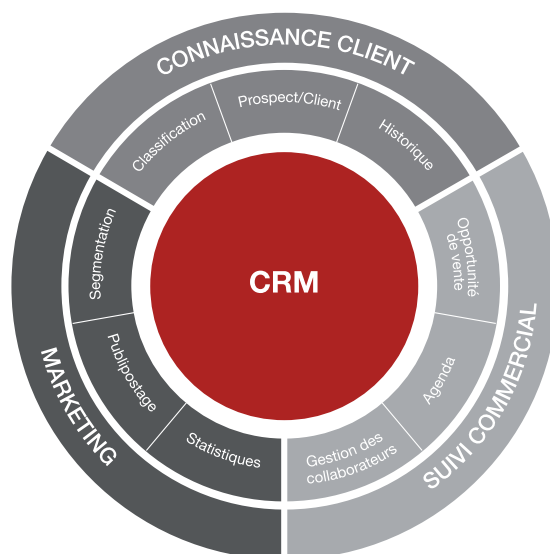 CONNAISSANCE CLIENT
Classification
Prospect/Client
Historique
Opportunité
de vente
Agenda
Gestion des
collaborateurs
SUIVI COMMERCIAL
Segmentation
Publipostage
Statistiques
MARKETING
CRM